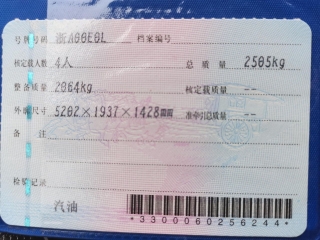 号牌号码 浙A60E0L 档案编号
核定载人数 4人 总质量 2505kg
整备质量 2064kg 核定载质量 --
外廓尺寸 5202×1937×1428mm 准牵引总质量 --
备注
检验记录
汽油
*3300060256244*